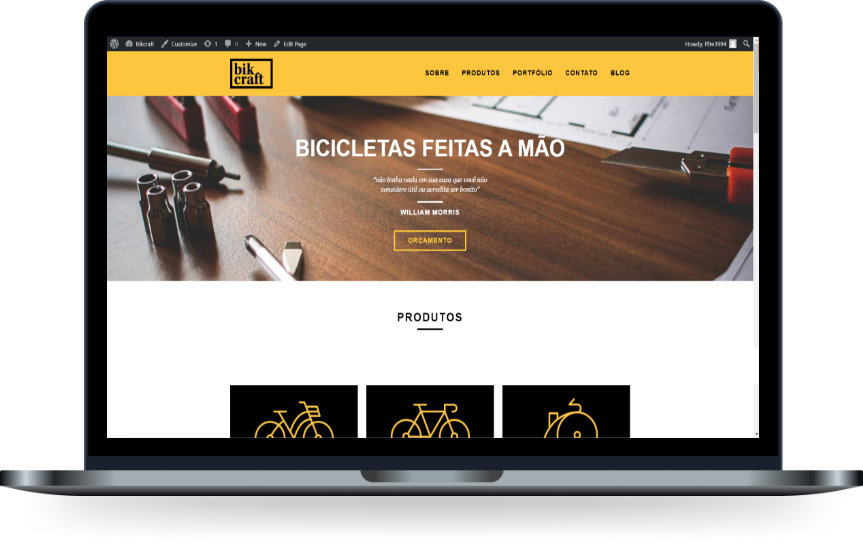 Bikcraft Customize 1 0 New Edit Page Howdy, lfm1994
bik
craft
SOBRE PRODUTOS PORTFÓLIO CONTATO BLOG
BICICLETAS FEITAS A MÃO
"não tenha nada em sua casa que você não
considere útil ou acredita ser bonito"
WILLIAM MORRIS
ORÇAMENTO
PRODUTOS